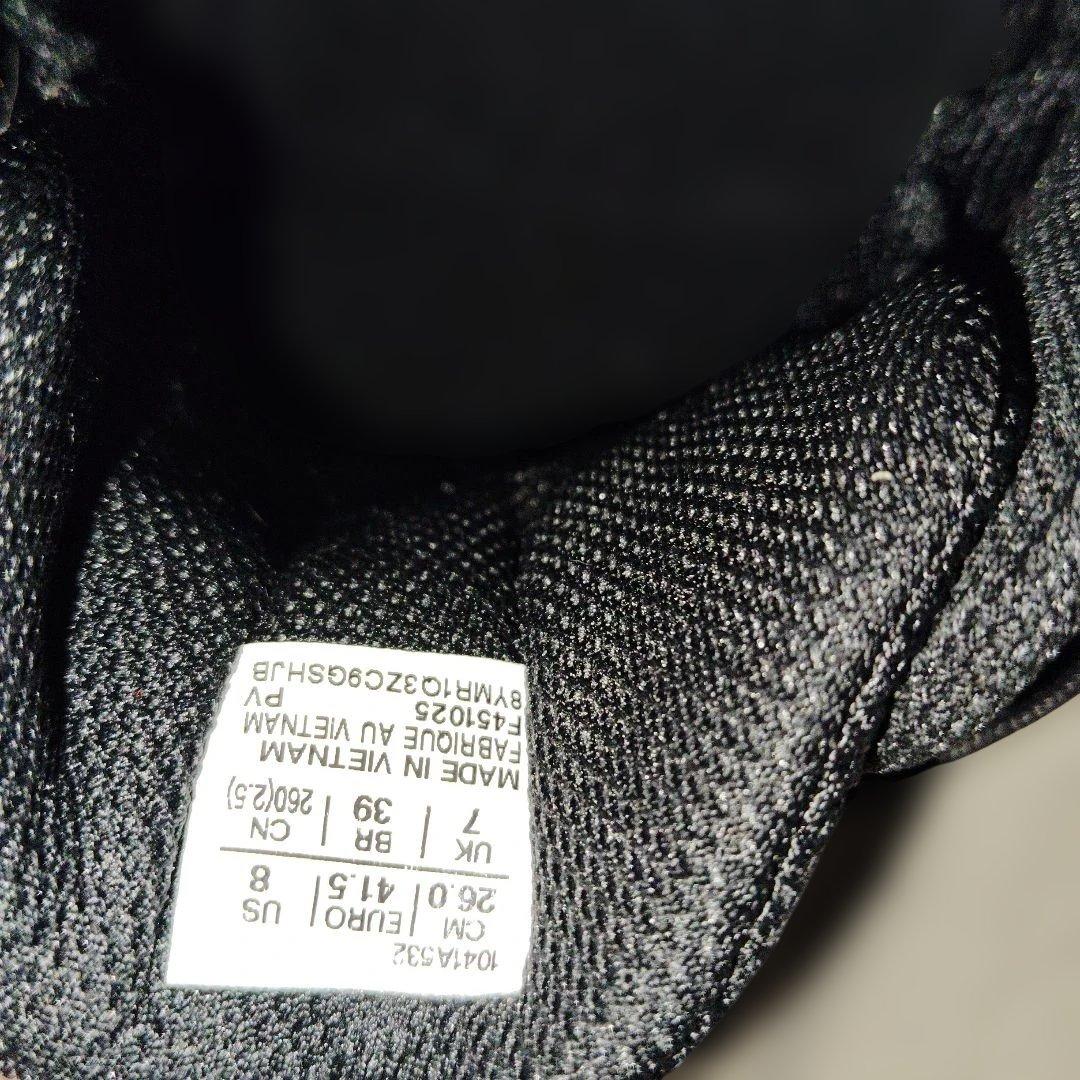 1041A532
CM | EURO | US
26.0 | 41.5 | 8
UK | BR | CN
7 | 39 | 260(2.5)
MADE IN VIETNAM
FABRIQUE AU VIETNAM
F451025 PV
8YMR1Q3ZC9GSHJB